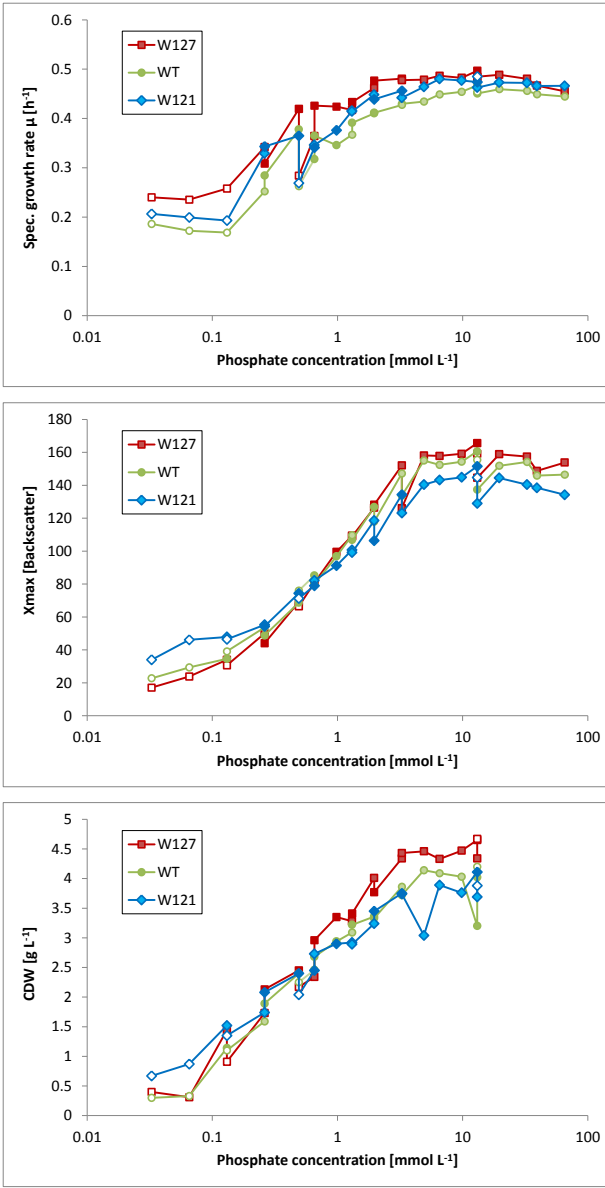 0.6
0.5
0.4
0.3
0.2
0.1
0
Spec. growth rate µ [h⁻¹]
W127
WT
W121
0.01 0.1 1 10 100
Phosphate concentration [mmol L⁻¹]
180
160
140
120
100
80
60
40
20
0
Xmax [Backscatter]
W127
WT
W121
0.01 0.1 1 10 100
Phosphate concentration [mmol L⁻¹]
5
4.5
4
3.5
3
2.5
2
1.5
1
0.5
0
CDW [g L⁻¹]
W127
WT
W121
0.01 0.1 1 10 100
Phosphate concentration [mmol L⁻¹]